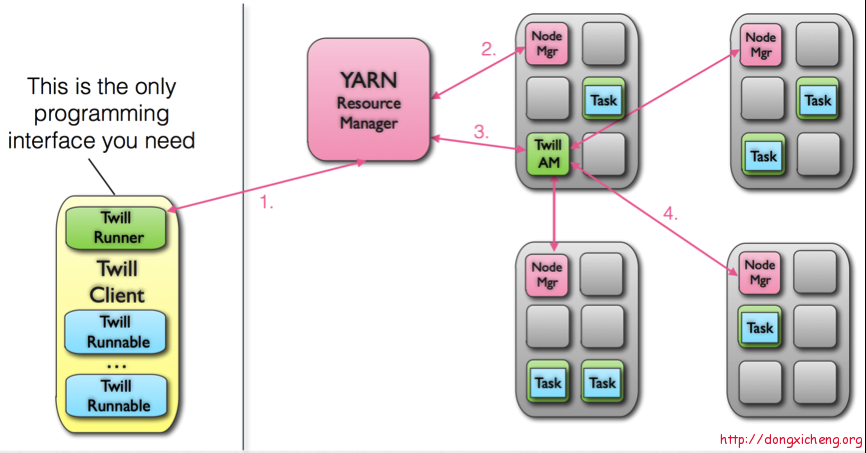 This is the only
programming
interface you need
Twill
Runner
Twill
Client
Twill
Runnable
...
Twill
Runnable
1.
YARN
Resource
Manager
2.
3.
Node
Mgr
Task
Twill
AM
Node
Mgr
Task
Task
4.
Node
Mgr
Task
Task
Node
Mgr
Task
http://dongxicheng.org